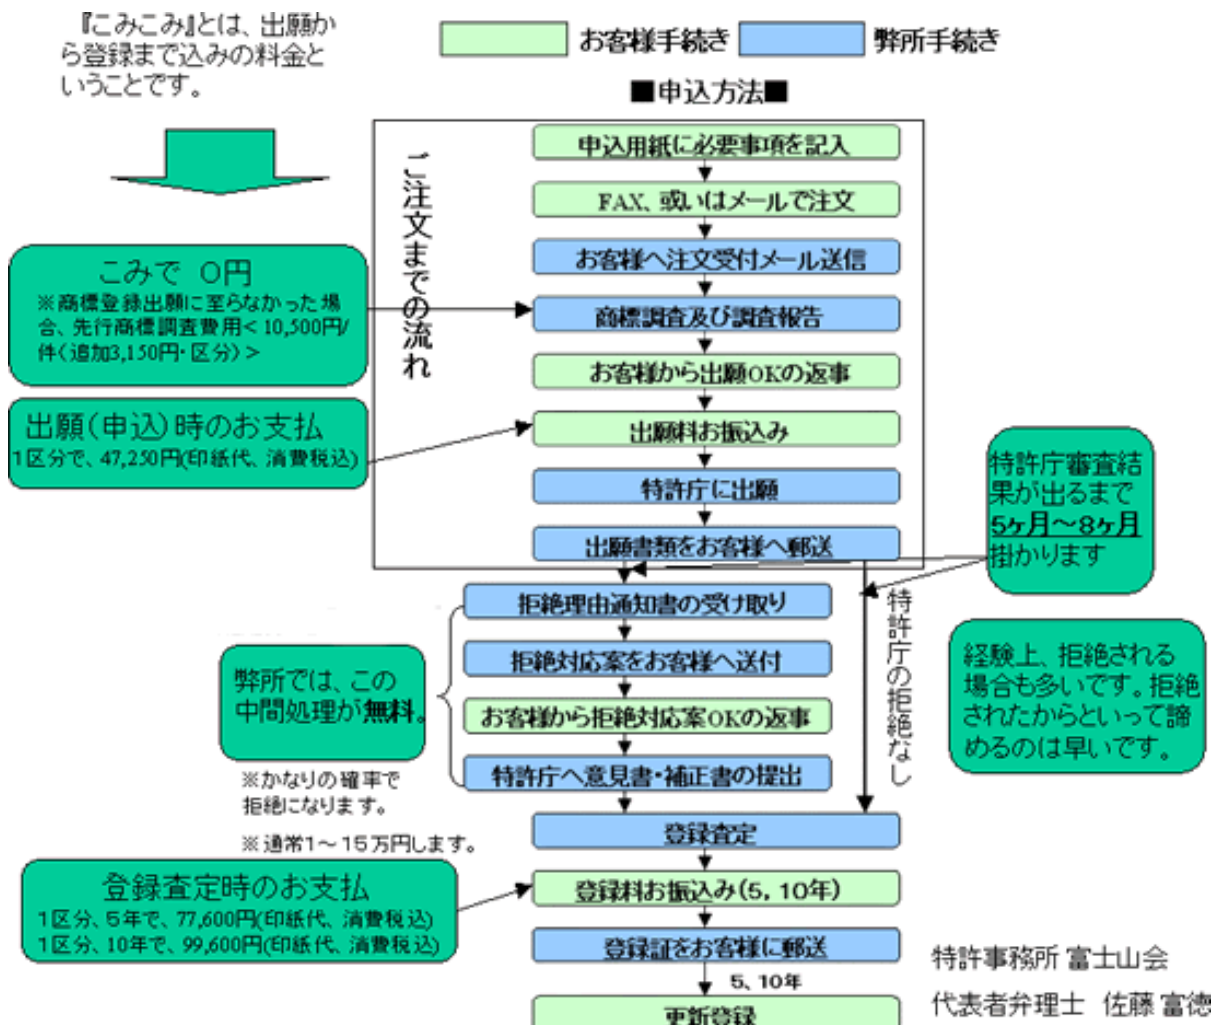 『こみこみ』とは、出願か
ら登録まで込みの料金と
いうことです。
お客様手続き
弊所手続き
■申込方法■
ご注文までの流れ
申込用紙に必要事項を記入
FAX、或いはメールで注文
お客様へ注文受付メール送信
商標調査及び調査報告
お客様から出願OKの返事
出願料お振込み
特許庁に出願
出願書類をお客様へ郵送
こみで 0円
※商標登録出願に至らなかった場
合、先行商標調査費用<10,500円/
件(追加3,150円・区分)>
出願(申込)時のお支払
1区分で、47,250円(印紙代、消費税込)
特許庁審査結
果が出るまで
5ヶ月～8ヶ月
掛かります
拒絶理由通知書の受け取り
拒絶対応案をお客様へ送付
お客様から拒絶対応案OKの返事
特許庁へ意見書・補正書の提出
特許庁の拒絶なし
弊所では、この
中間処理が無料。
※かなりの確率で
拒絶になります。
※通常1～15万円します。
経験上、拒絶される
場合も多いです。拒絶
されたからといって諦
めるのは早いです。
登録査定
登録査定時のお支払
1区分、5年で、77,600円(印紙代、消費税込)
1区分、10年で、99,600円(印紙代、消費税込)
登録料お振込み(5,10年)
登録証をお客様に郵送
5、10年
更新登録
特許事務所 富士山会
代表者弁理士 佐藤富徳